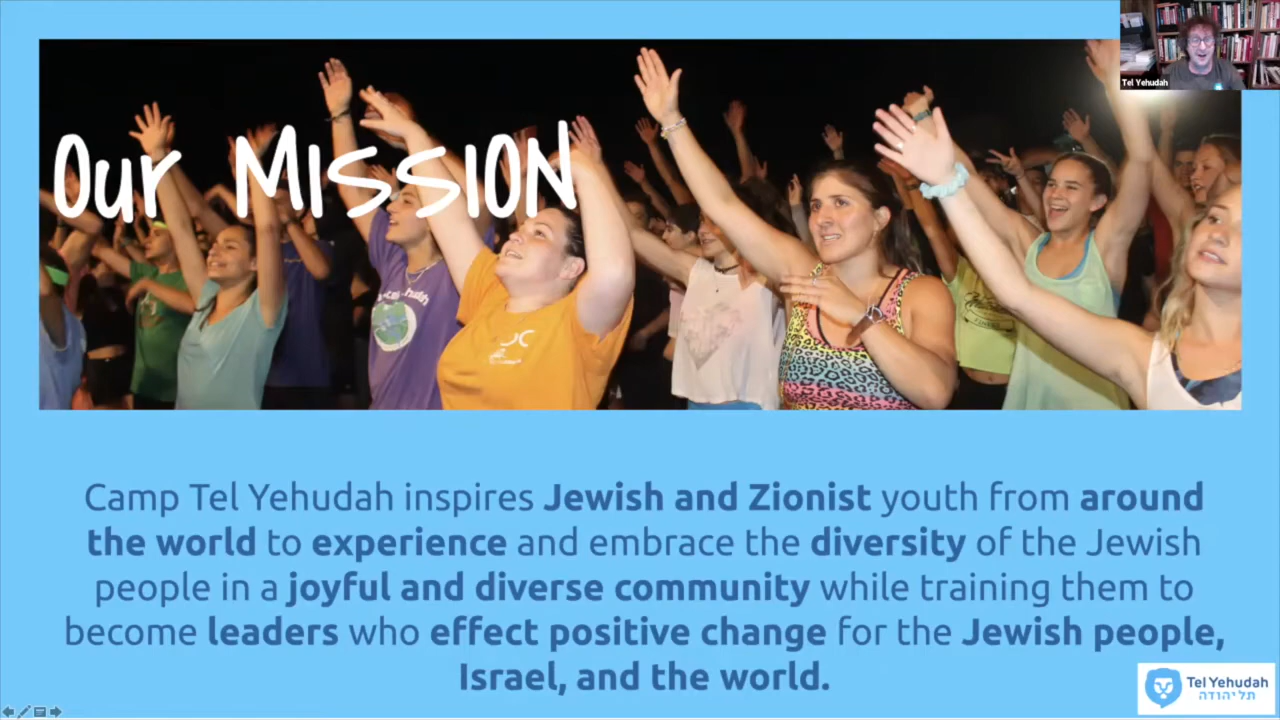 Tel Yehudah
Our MISSION
Camp Tel Yehudah inspires Jewish and Zionist youth from around
the world to experience and embrace the diversity of the Jewish
people in a joyful and diverse community while training them to
become leaders who effect positive change for the Jewish people,
Israel, and the world.
Tel Yehudah
תל יהודה